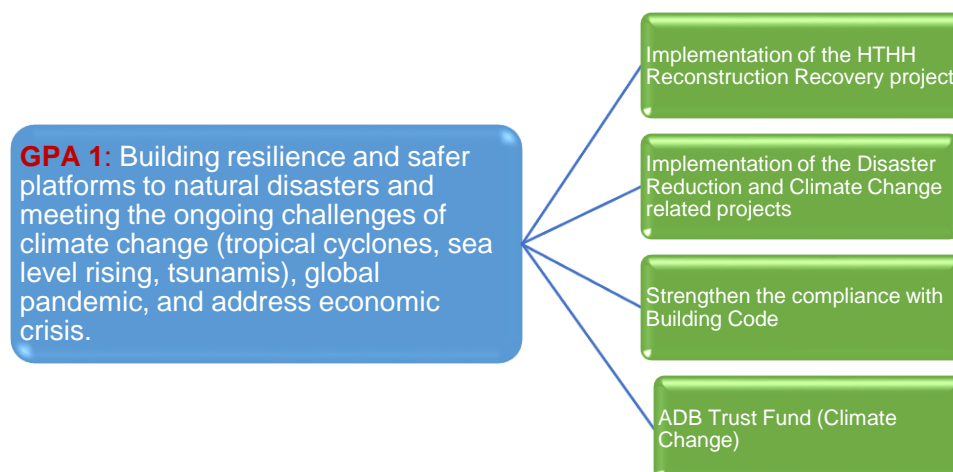 GPA 1: Building resilience and safer
platforms to natural disasters and
meeting the ongoing challenges of
climate change (tropical cyclones, sea
level rising, tsunamis), global
pandemic, and address economic
crisis.
Implementation of the HTHH
Reconstruction Recovery project
Implementation of the Disaster
Reduction and Climate Change
related projects
Strengthen the compliance with
Building Code
ADB Trust Fund (Climate
Change)